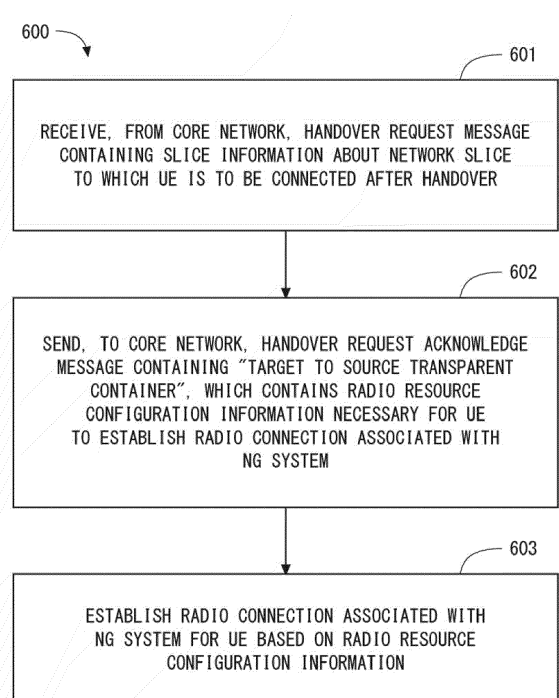 600
601
RECEIVE, FROM CORE NETWORK, HANDOVER REQUEST MESSAGE
CONTAINING SLICE INFORMATION ABOUT NETWORK SLICE
TO WHICH UE IS TO BE CONNECTED AFTER HANDOVER
602
SEND, TO CORE NETWORK, HANDOVER REQUEST ACKNOWLEDGE
MESSAGE CONTAINING "TARGET TO SOURCE TRANSPARENT
CONTAINER", WHICH CONTAINS RADIO RESOURCE
CONFIGURATION INFORMATION NECESSARY FOR UE
TO ESTABLISH RADIO CONNECTION ASSOCIATED WITH
NG SYSTEM
603
ESTABLISH RADIO CONNECTION ASSOCIATED WITH
NG SYSTEM FOR UE BASED ON RADIO RESOURCE
CONFIGURATION INFORMATION